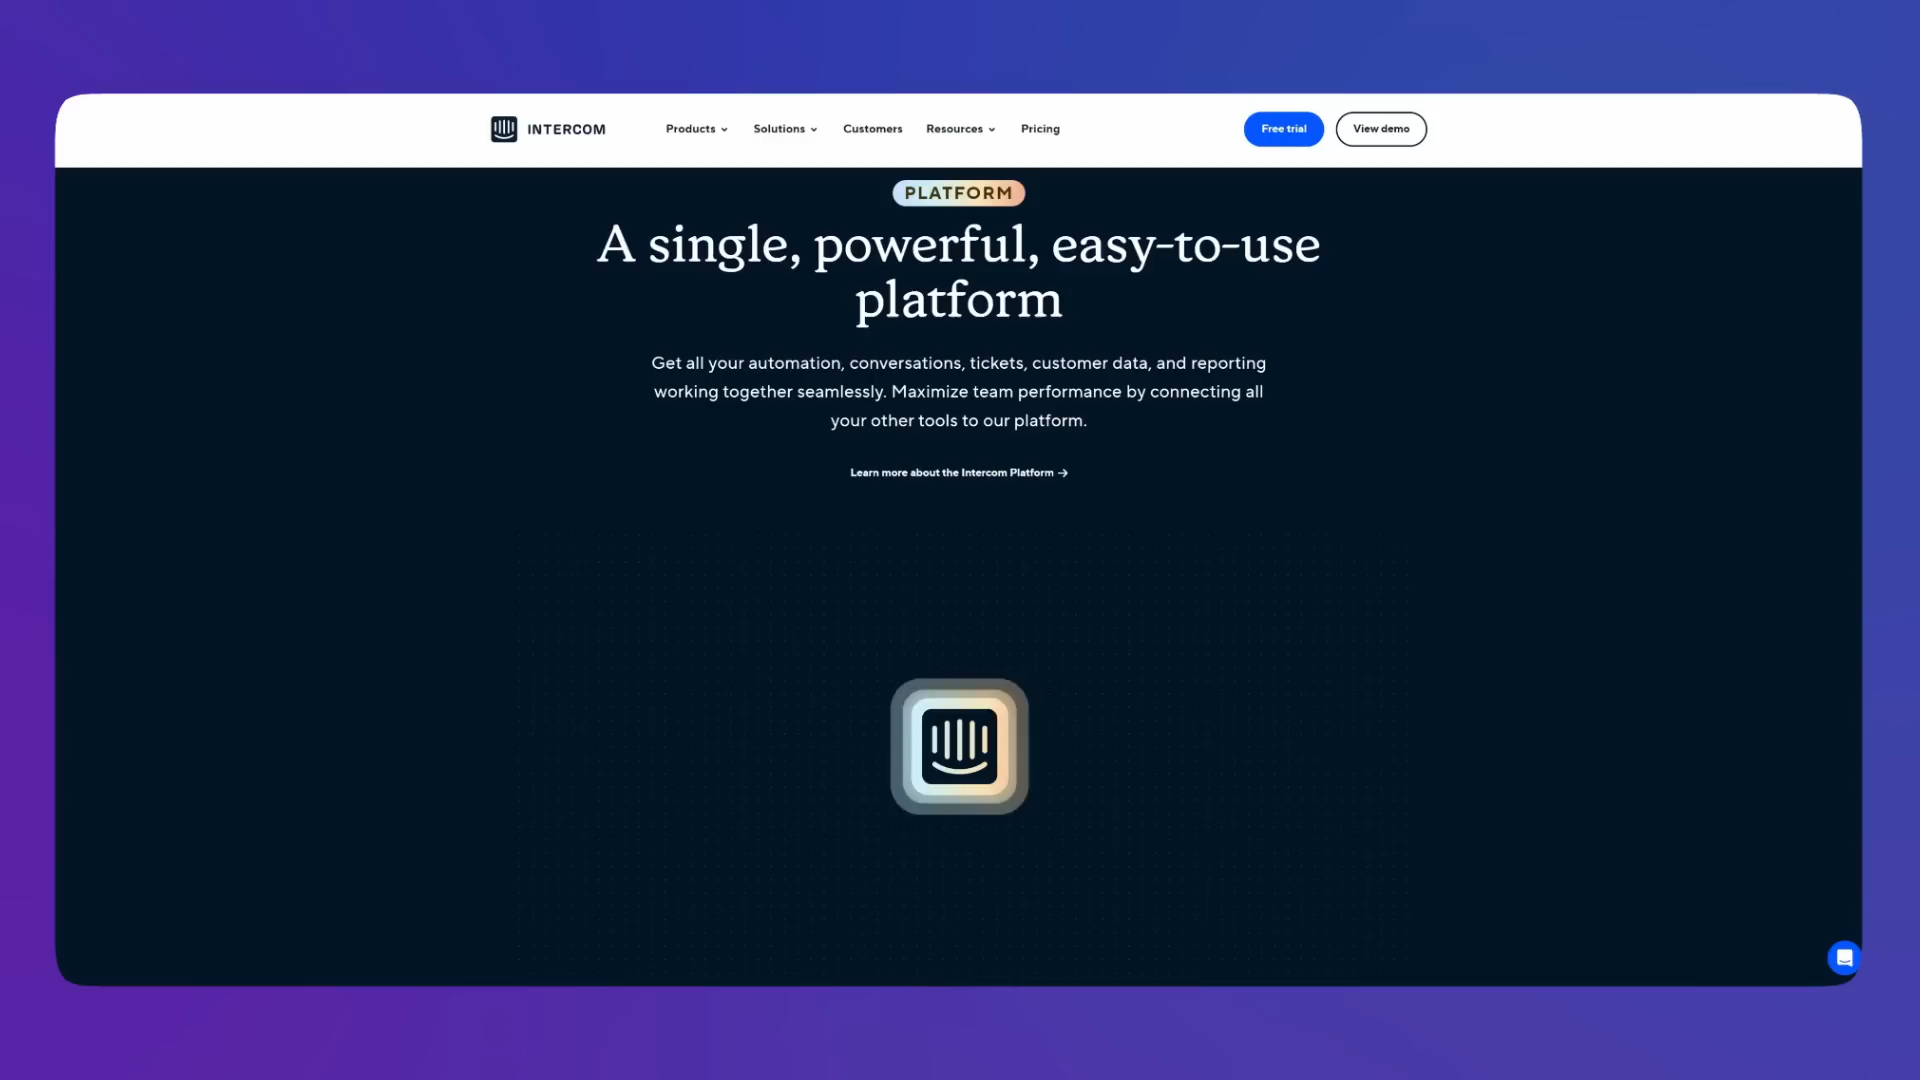 INTERCOM
Products
Solutions
Customers
Resources
Pricing
Free trial
View demo
PLATFORM
A single, powerful, easy-to-use
platform
Get all your automation, conversations, tickets, customer data, and reporting
working together seamlessly. Maximize team performance by connecting all
your other tools to our platform.
Learn more about the Intercom Platform →